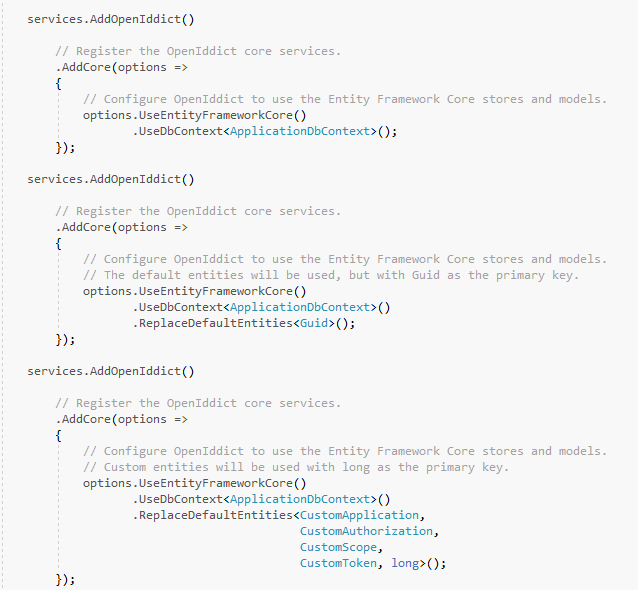 services.AddOpenIddict()
// Register the OpenIddict core services.
.AddCore(options =>
{
// Configure OpenIddict to use the Entity Framework Core stores and models.
options.UseEntityFrameworkCore()
.UseDbContext<ApplicationDbContext>();
});
services.AddOpenIddict()
// Register the OpenIddict core services.
.AddCore(options =>
{
// Configure OpenIddict to use the Entity Framework Core stores and models.
// The default entities will be used, but with Guid as the primary key.
options.UseEntityFrameworkCore()
.UseDbContext<ApplicationDbContext>()
.ReplaceDefaultEntities<Guid>();
});
services.AddOpenIddict()
// Register the OpenIddict core services.
.AddCore(options =>
{
// Configure OpenIddict to use the Entity Framework Core stores and models.
// Custom entities will be used with long as the primary key.
options.UseEntityFrameworkCore()
.UseDbContext<ApplicationDbContext>()
.ReplaceDefaultEntities<CustomApplication,
CustomAuthorization,
CustomScope,
CustomToken, long>();
});